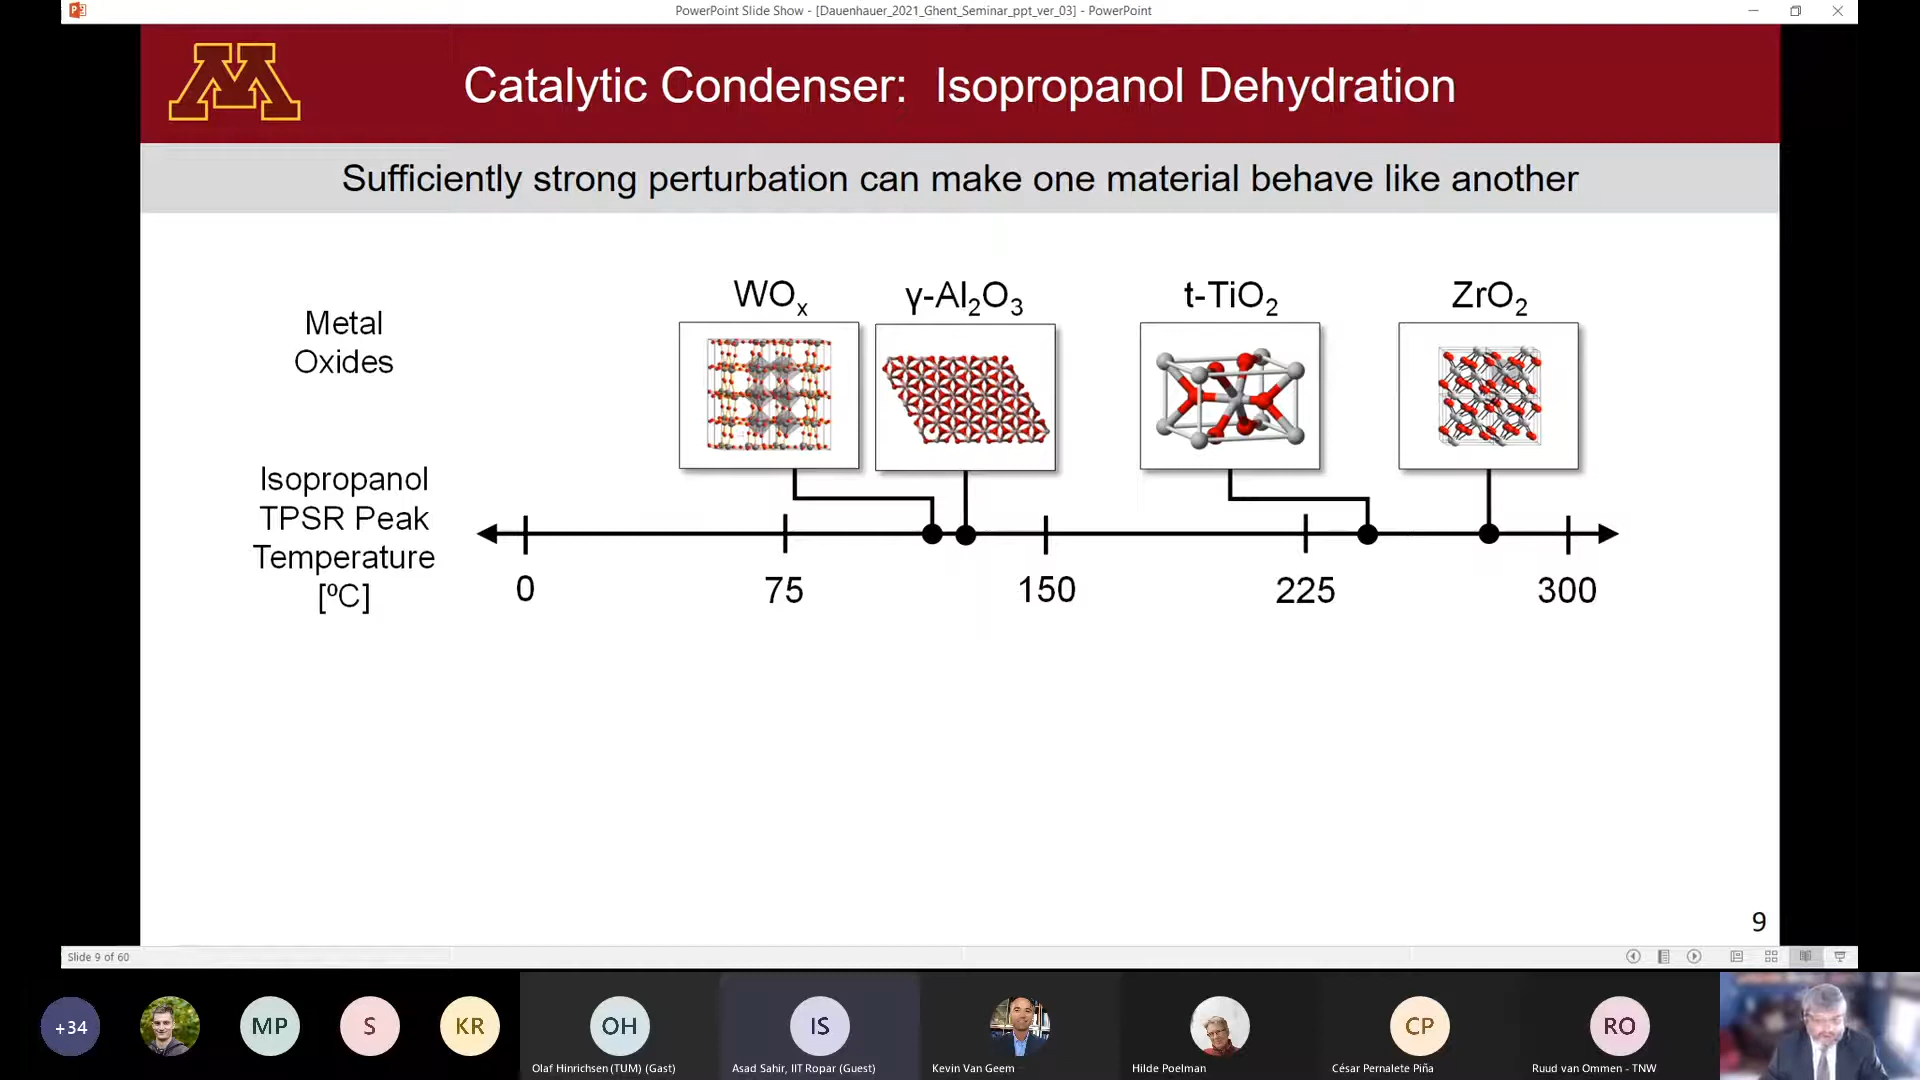 PowerPoint Slide Show - [Dauenhauer_2021_Ghent_Seminar_ppt_ver_03] - PowerPoint
M
Catalytic Condenser: Isopropanol Dehydration
Sufficiently strong perturbation can make one material behave like another
Metal
Oxides
WOₓ
γ-Al₂O₃
t-TiO₂
ZrO₂
Isopropanol
TPSR Peak
Temperature
[ºC]
0
75
150
225
300
9
Slide 9 of 60
+34
MP
S
KR
OH
IS
CP
RO
Olaf Hinrichsen (TUM) (Gast)
Asad Sahir, IIT Ropar (Guest)
Kevin Van Geem
Hilde Poelman
César Pernalete Piña
Ruud van Ommen - TNW